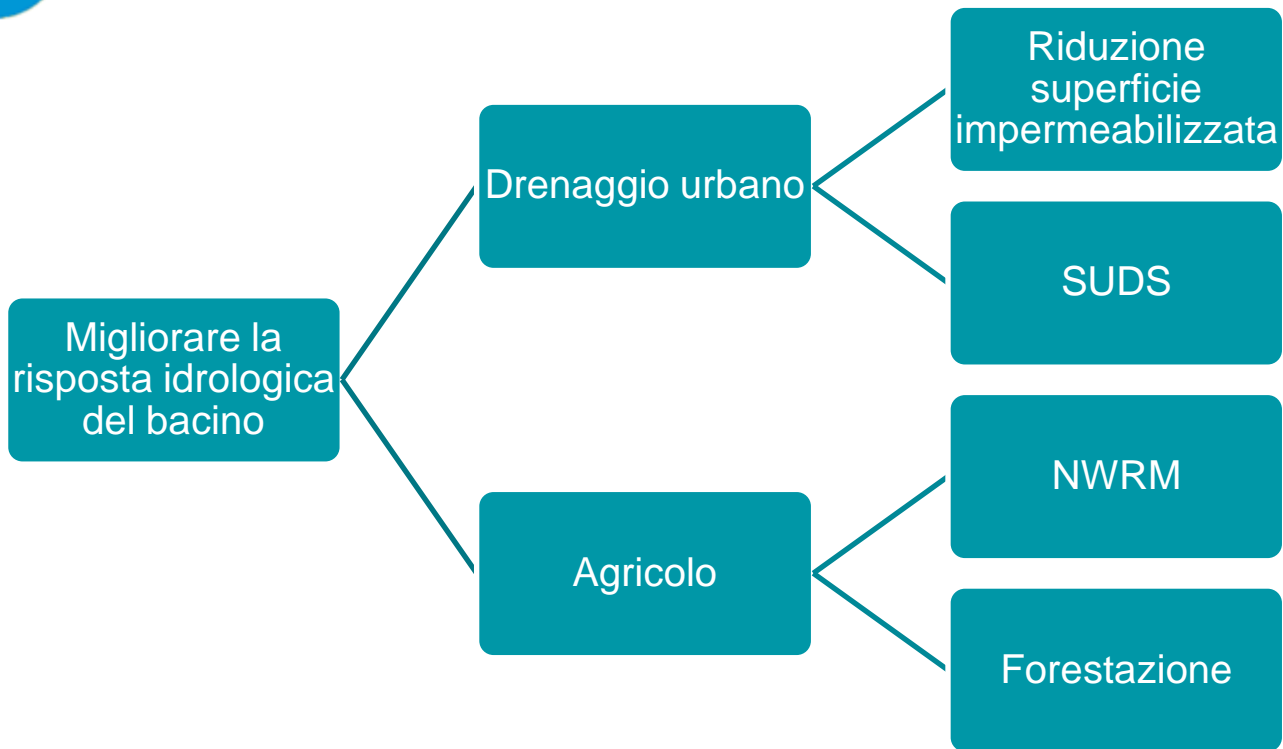 Migliorare la
risposta idrologica
del bacino
Drenaggio urbano
Riduzione
superficie
impermeabilizzata
SUDS
Agricolo
NWRM
Forestazione